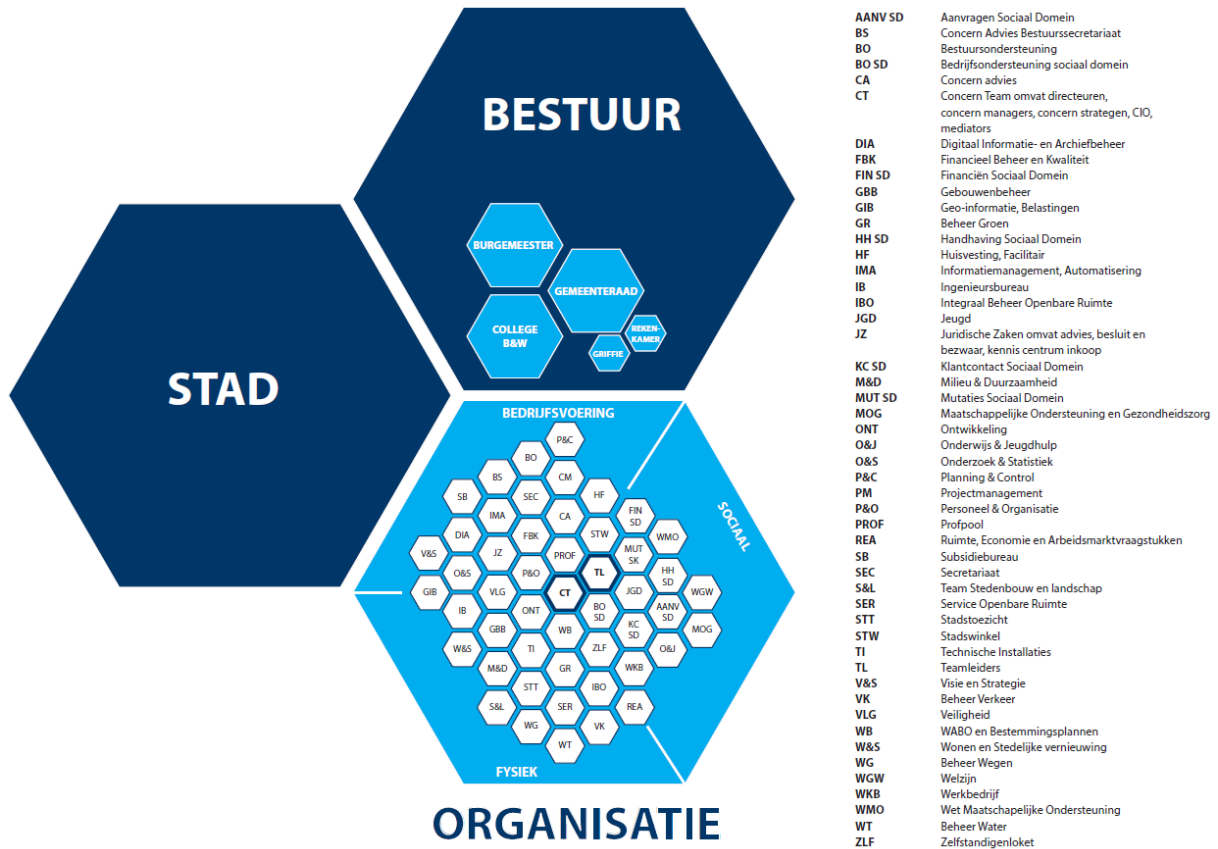 BESTUUR
BURGEMEESTER
GEMEENTERAAD
COLLEGE
B&W
REKEN-
KAMER
GRIFFIE
STAD
BEDRIJFSVOERING
SOCIAAL
FYSIEK
P&C
BO
CM
BS
SEC
HF
SB
IMA
CA
FIN
SD
DIA
FBK
STW
WMO
V&S
JZ
PROF
MUT
SK
O&S
P&O
TL
HH
SD
GIB
VLG
CT
JGD
WGW
IB
ONT
BO
SD
AANV
SD
GBB
WB
KC
SD
MOG
W&S
TI
ZLF
O&J
M&D
GR
WKB
STT
IBO
S&L
SER
REA
WG
VK
WT
ORGANISATIE
AANV SD Aanvragen Sociaal Domein
BS Concern Advies Bestuurssecretariaat
BO Bestuursondersteuning
BO SD Bedrijfsondersteuning sociaal domein
CA Concern advies
CT Concern Team omvat directeuren,
concern managers, concern strategen, CIO,
mediators
DIA Digitaal Informatie- en Archiefbeheer
FBK Financieel Beheer en Kwaliteit
FIN SD Financiën Sociaal Domein
GBB Gebouwenbeheer
GIB Geo-informatie, Belastingen
GR Beheer Groen
HH SD Handhaving Sociaal Domein
HF Huisvesting, Facilitair
IMA Informatiemanagement, Automatisering
IB Ingenieursbureau
IBO Integraal Beheer Openbare Ruimte
JGD Jeugd
JZ Juridische Zaken omvat advies, besluit en
bezwaar, kennis centrum inkoop
KC SD Klantcontact Sociaal Domein
M&D Milieu & Duurzaamheid
MUT SD Mutaties Sociaal Domein
MOG Maatschappelijke Ondersteuning en Gezondheidszorg
ONT Ontwikkeling
O&J Onderwijs & Jeugdhulp
O&S Onderzoek & Statistiek
P&C Planning & Control
PM Projectmanagement
P&O Personeel & Organisatie
PROF Profpool
REA Ruimte, Economie en Arbeidsmarktvraagstukken
SB Subsidiebureau
SEC Secretariaat
S&L Team Stedenbouw en landschap
SER Service Openbare Ruimte
STT Stadstoezicht
STW Stadswinkel
TI Technische Installaties
TL Teamleiders
V&S Visie en Strategie
VK Beheer Verkeer
VLG Veiligheid
WB WABO en Bestemmingsplannen
W&S Wonen en Stedelijke vernieuwing
WG Beheer Wegen
WGW Welzijn
WKB Werkbedrijf
WMO Wet Maatschapelijke Ondersteuning
WT Beheer Water
ZLF Zelfstandigenloket